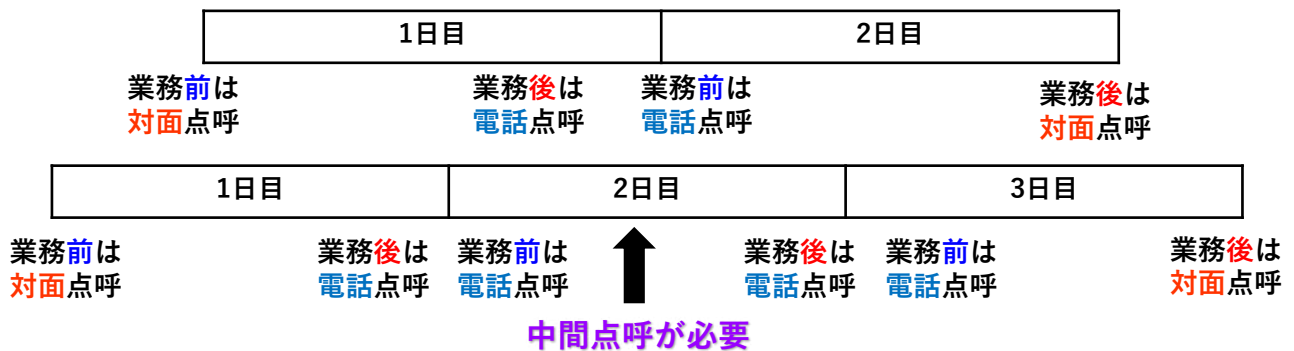 1日目
2日目
業務前は
対面点呼
業務後は
電話点呼
業務前は
電話点呼
業務後は
対面点呼
1日目
2日目
3日目
業務前は
対面点呼
業務後は
電話点呼
業務前は
電話点呼
業務後は
電話点呼
業務前は
電話点呼
業務後は
対面点呼
中間点呼が必要